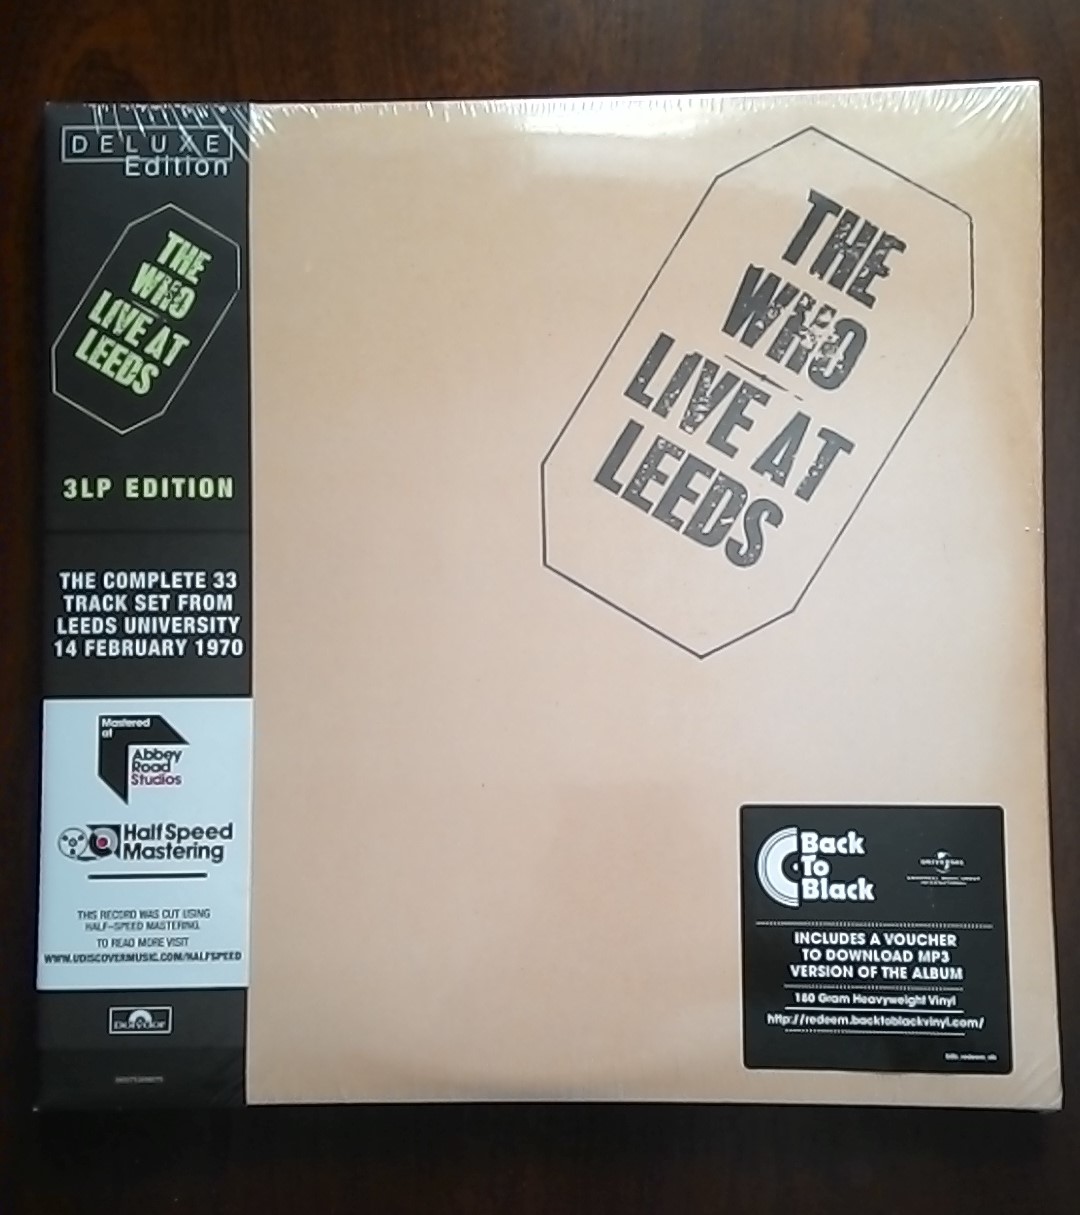 DELUXE
Edition
THE
WHO
LIVE AT
LEEDS
3LP EDITION
THE COMPLETE 33
TRACK SET FROM
LEEDS UNIVERSITY
14 FEBRUARY 1970
Mastered
at
Abbey
Road
Studios
Half Speed
Mastering
THIS RECORD WAS CUT USING
HALF-SPEED MASTERING.
TO READ MORE VISIT
WWW.UDISCOVERMUSIC.COM/HALFSPEED
Polydor
THE
WHO
LIVE AT
LEEDS
Back
To
Black
UNIVERSAL
INCLUDES A VOUCHER
TO DOWNLOAD MP3
VERSION OF THE ALBUM
180 Gram Heavyweight Vinyl
http://redeem.backtoblackvinyl.com/